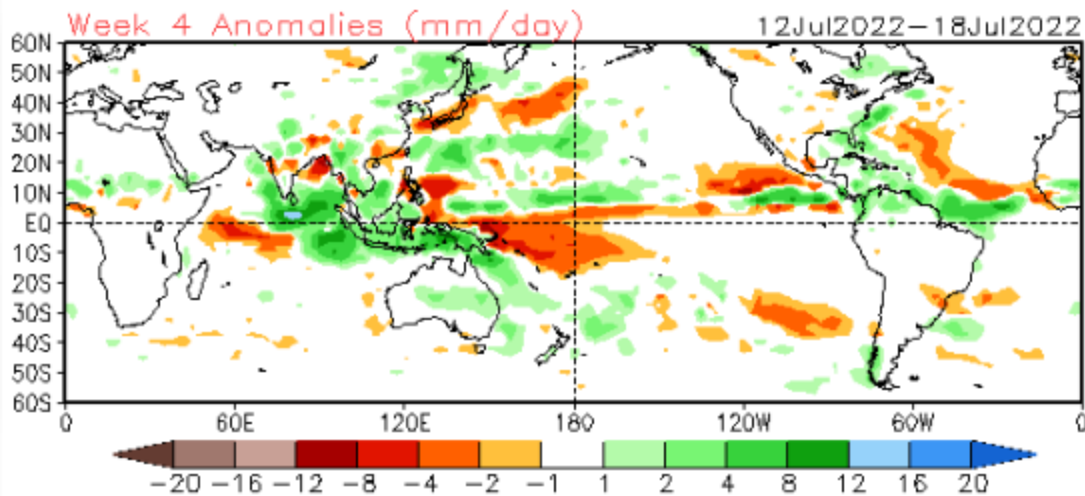 Week 4 Anomalies (mm/day) 12Jul2022−18Jul2022
60N
50N
40N
30N
20N
10N
EQ
10S
20S
30S
40S
50S
60S
0 60E 120E 180 120W 60W 0
−20 −16 −12 −8 −4 −2 −1 1 2 4 8 12 16 20